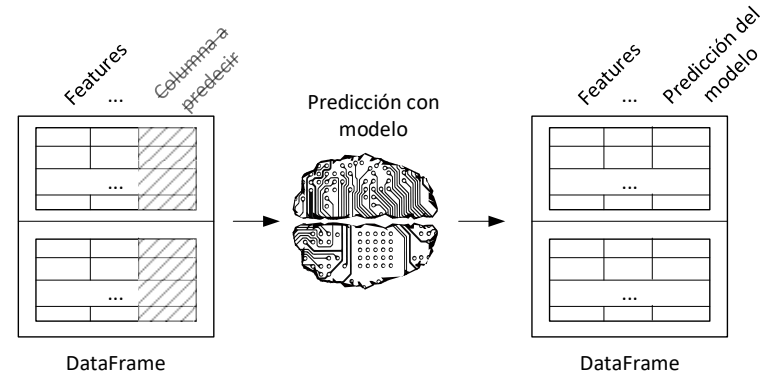 Features
...
Columna a
predecir
...
...
DataFrame
Predicción con
modelo
Features
...
Predicción del
modelo
...
...
DataFrame